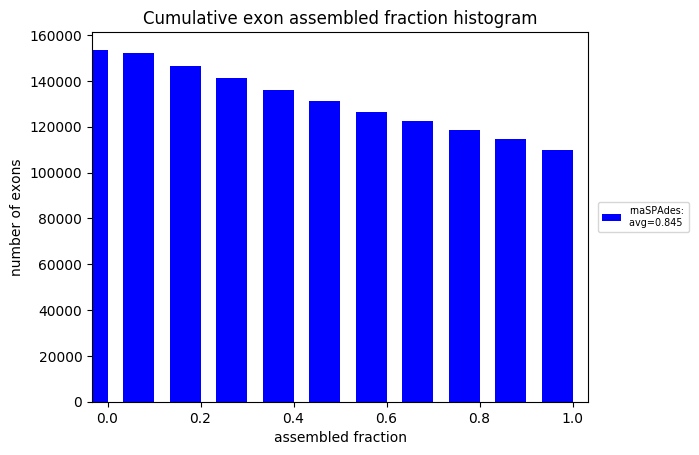 Cumulative exon assembled fraction histogram
number of exons
160000
140000
120000
100000
80000
60000
40000
20000
0
0.0 0.2 0.4 0.6 0.8 1.0
assembled fraction
rnaSPAdes:
avg=0.845